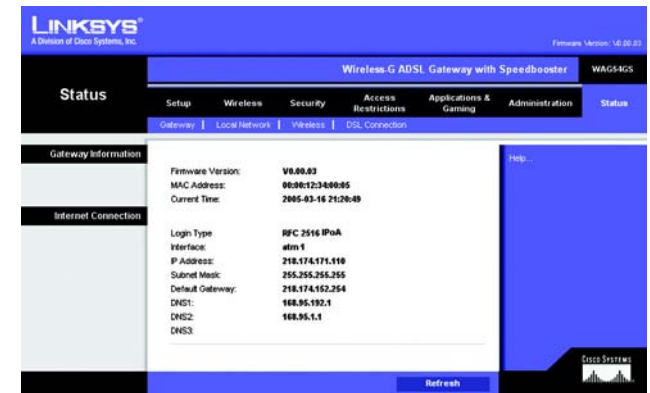 LINKSYS®
A Division of Cisco Systems, Inc.
Firmware Version: V0.00.03
Wireless-G ADSL Gateway with Speedbooster
WAG54GS
Status
Setup
Wireless
Security
Access Restrictions
Applications & Gaming
Administration
Status
Gateway | Local Network | Wireless | DSL Connection
Gateway Information
Help...
Firmware Version: V0.00.03
MAC Address: 00:00:12:34:00:05
Current Time: 2005-03-16 21:20:49
Internet Connection
Login Type RFC 2516 IPoA
Interface: atm 1
IP Address: 218.174.171.110
Subnet Mask: 255.255.255.255
Default Gateway: 218.174.152.254
DNS1: 168.95.192.1
DNS2: 168.95.1.1
DNS3:
CISCO SYSTEMS
Refresh